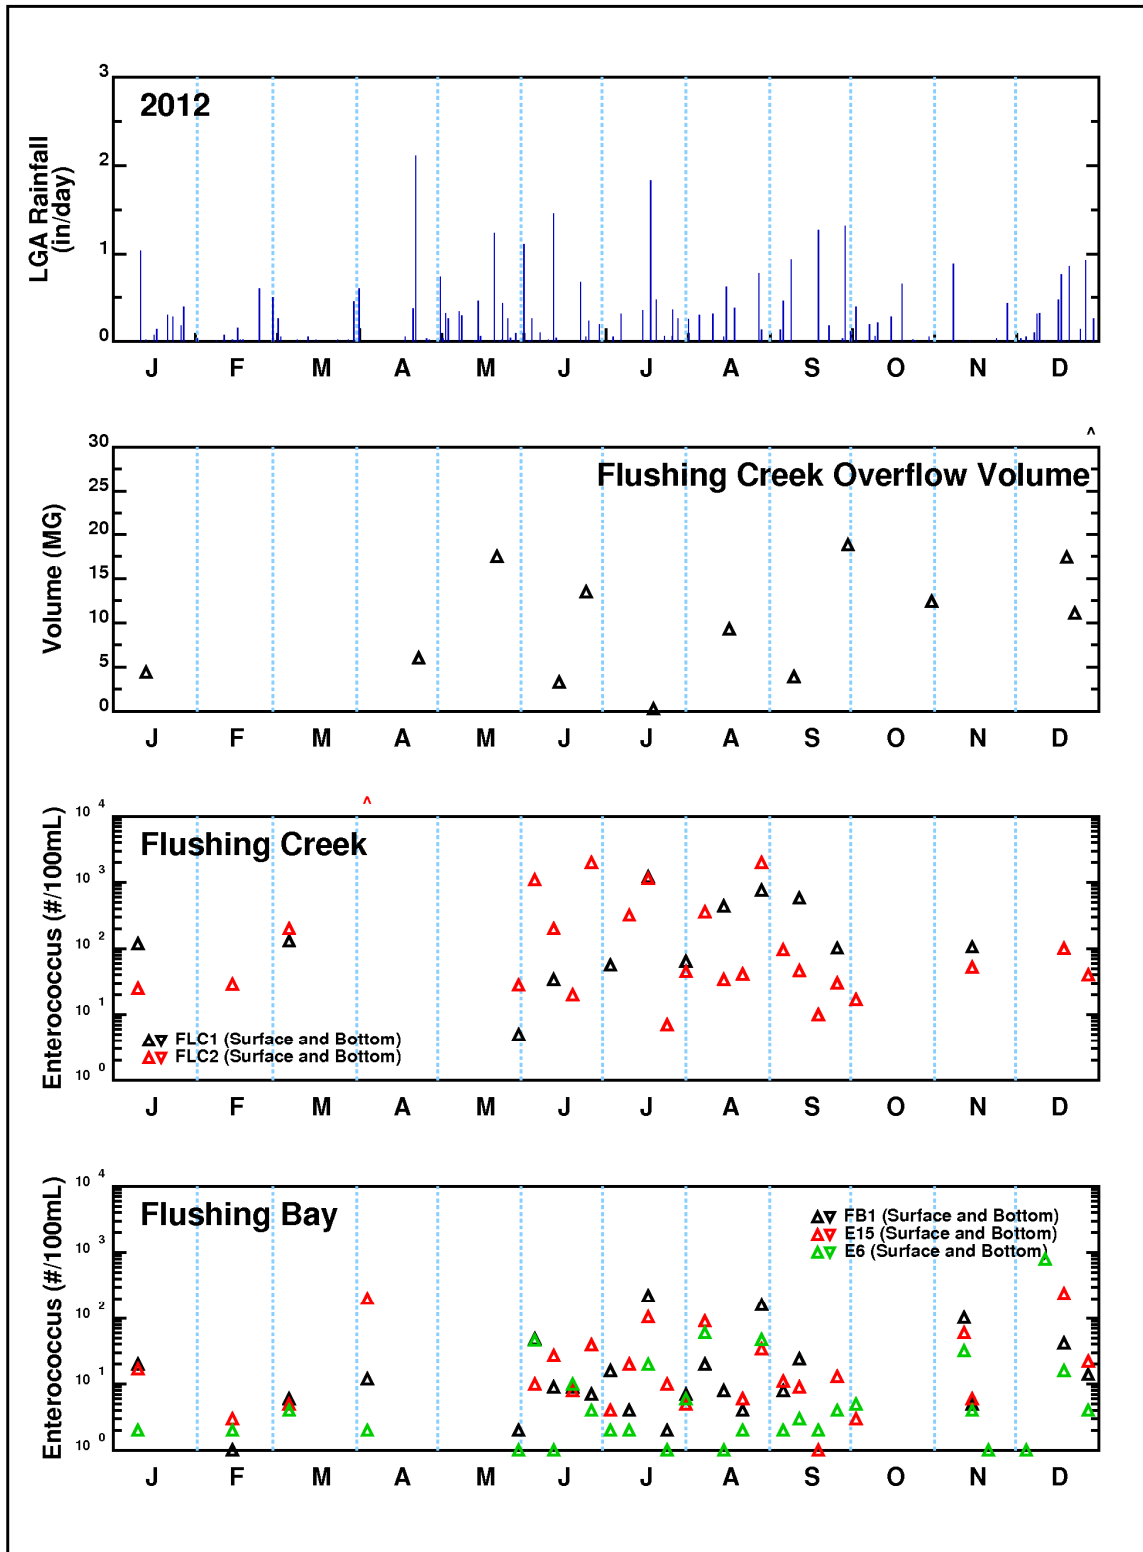 3
2012
2
1
0
LGA Rainfall
(in/day)
J F M A M J J A S O N D
^
30
Flushing Creek Overflow Volume
25
20
15
10
5
0
Volume (MG)
J F M A M J J A S O N D
^
10 4
Flushing Creek
10 3
10 2
10 1
FLC1 (Surface and Bottom)
FLC2 (Surface and Bottom)
10 0
Enterococcus (#/100mL)
J F M A M J J A S O N D
10 4
Flushing Bay
FB1 (Surface and Bottom)
E15 (Surface and Bottom)
E6 (Surface and Bottom)
10 3
10 2
10 1
10 0
Enterococcus (#/100mL)
J F M A M J J A S O N D